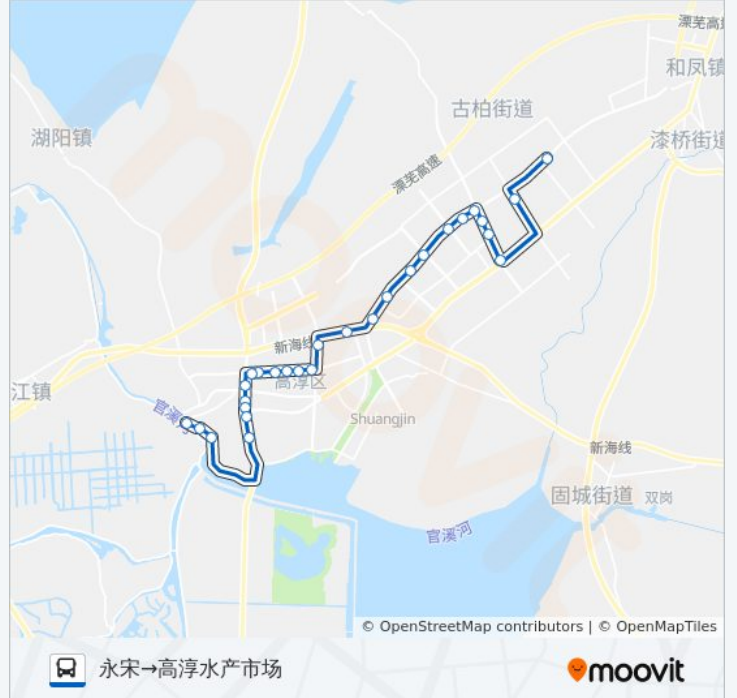 溧芜高速
和凤镇
古柏街道
湖阳镇
漆桥街道
溧芜高速
新海线
高淳区
江镇
官溪河
Shuangjin
新海线
固城街道
双岗
官溪河
© OpenStreetMap contributors | © OpenMapTiles
永宋→高淳水产市场
moovit